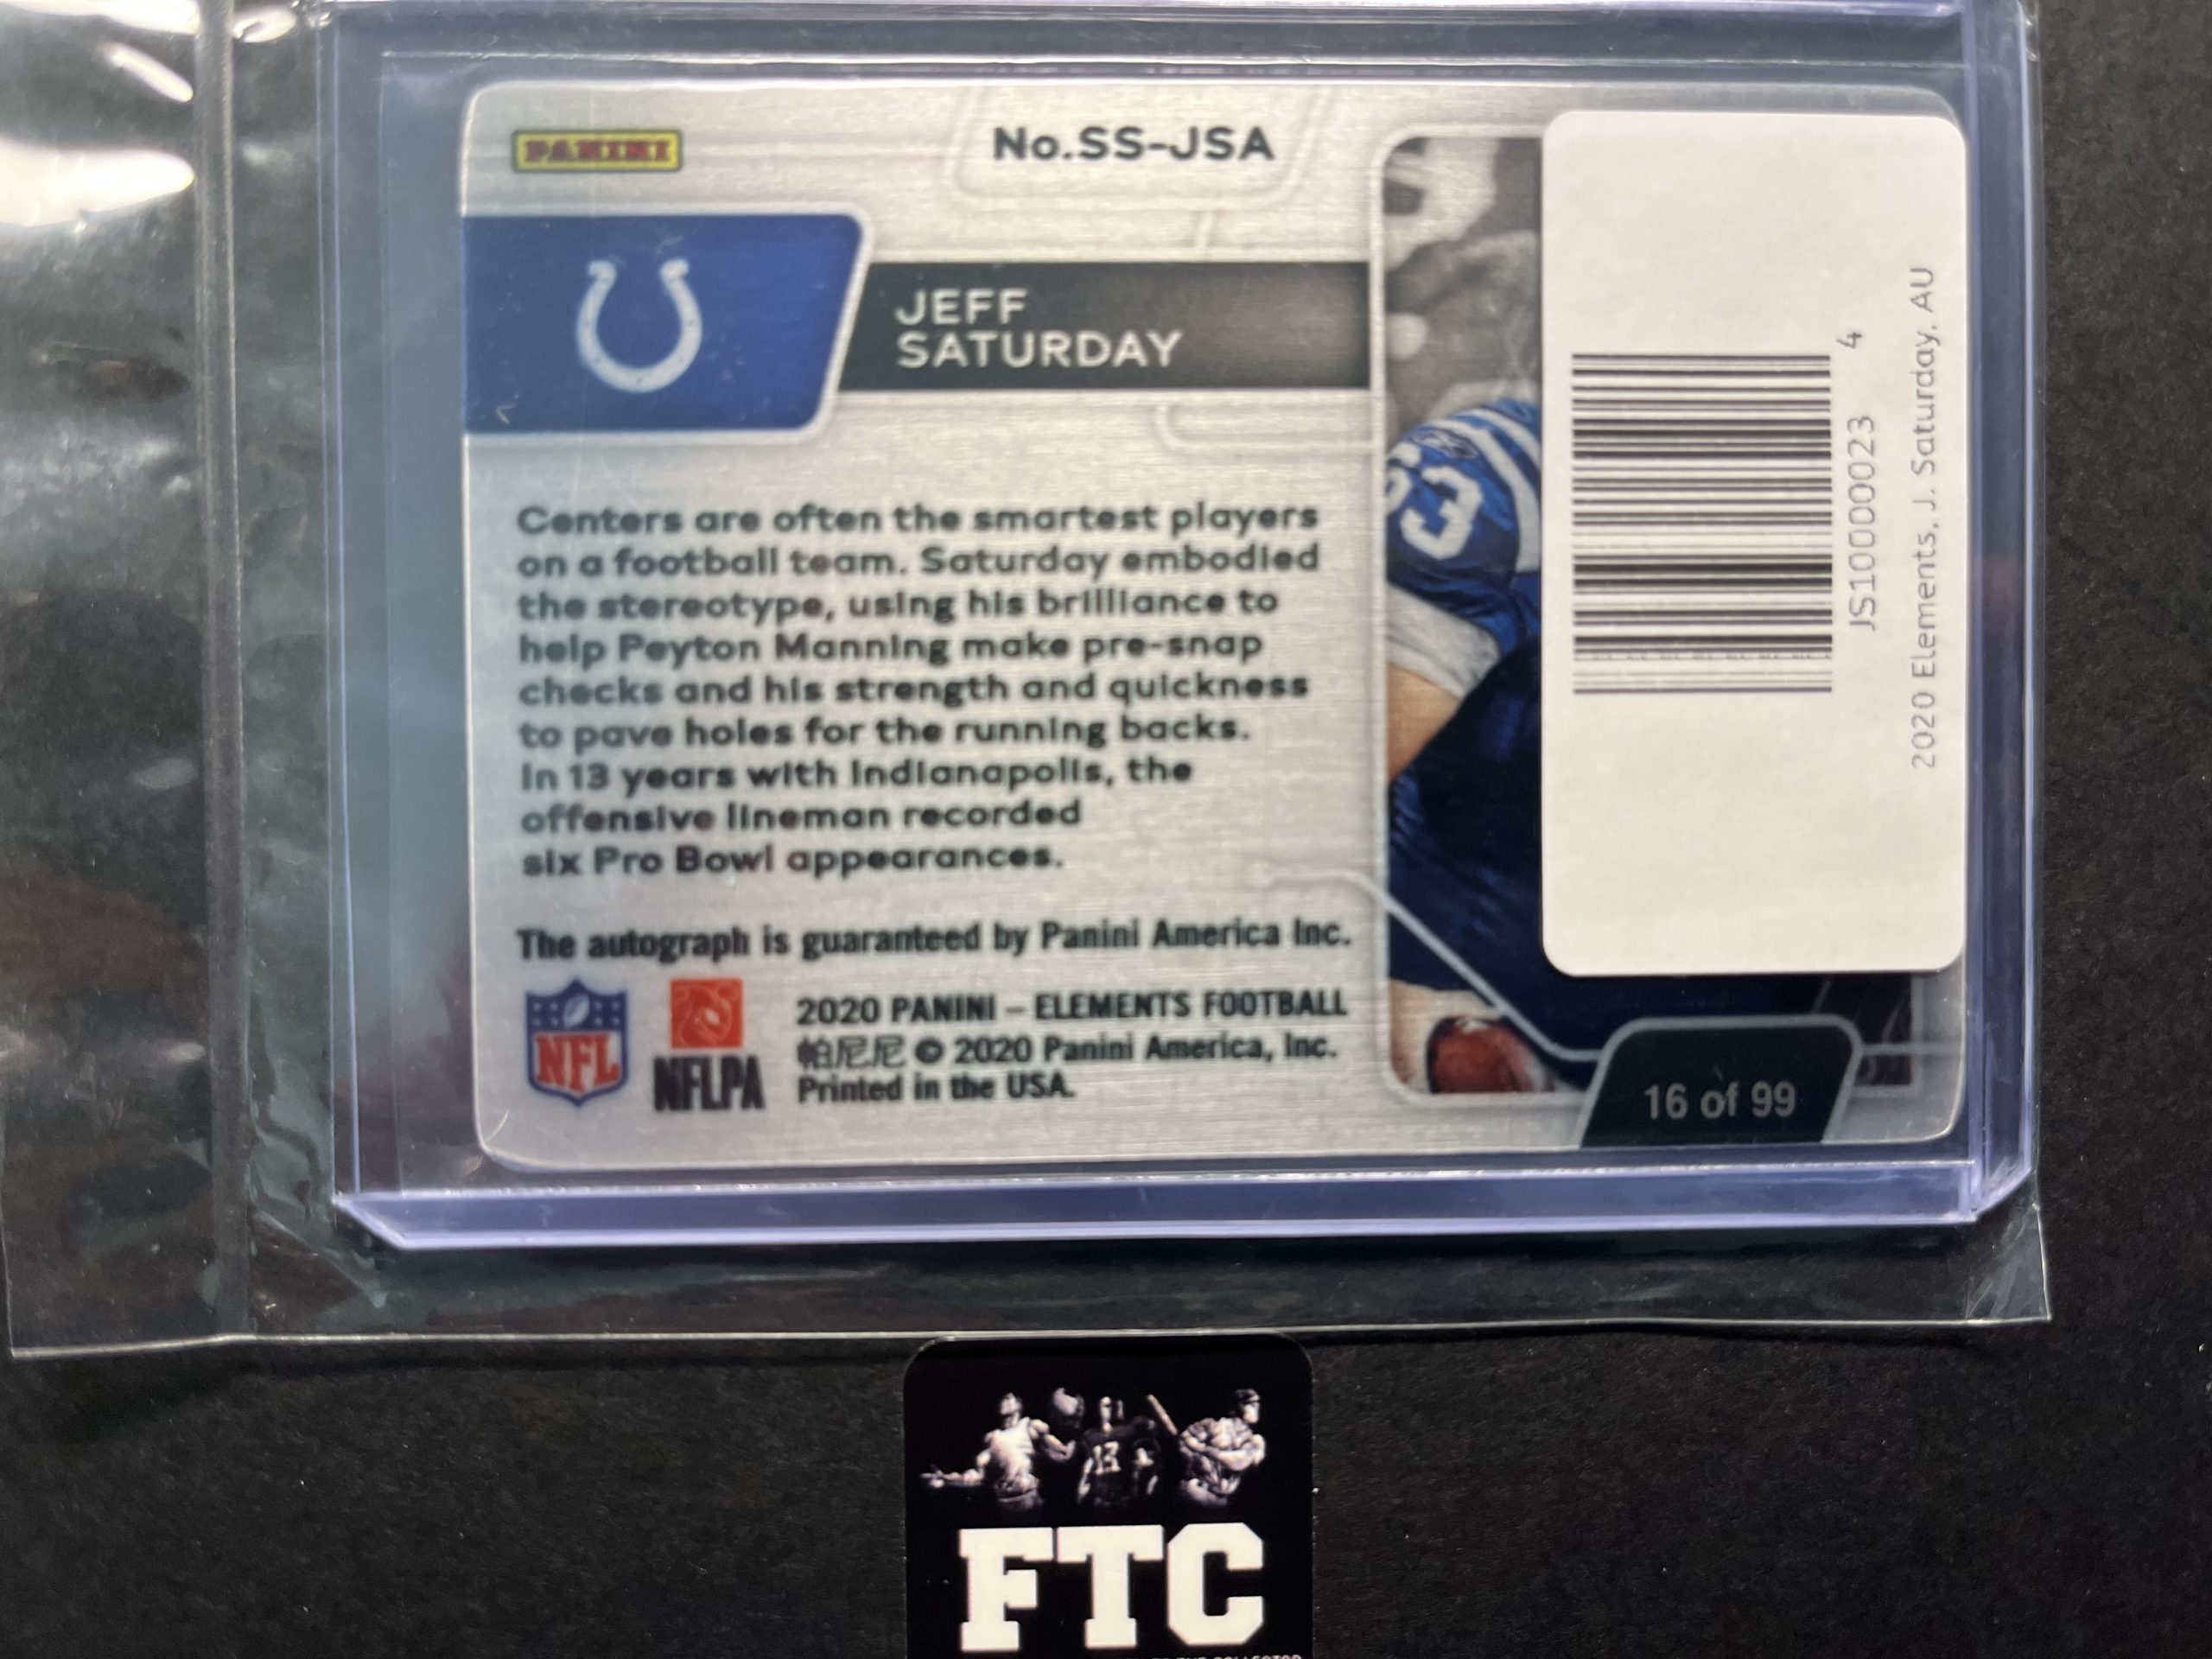 PANINI
No.SS-JSA
JEFF
SATURDAY
63
Centers are often the smartest players
on a football team. Saturday embodied
the stereotype, using his brilliance to
help Peyton Manning make pre-snap
checks and his strength and quickness
to pave holes for the running backs.
In 13 years with Indianapolis, the
offensive lineman recorded
six Pro Bowl appearances.
The autograph is guaranteed by Panini America Inc.
NFL
NFLPA
2020 PANINI – ELEMENTS FOOTBALL
帕尼尼 © 2020 Panini America, Inc.
Printed in the USA.
16 of 99
JS1000023 4
2020 Elements, J. Saturday, AU
13
FTC